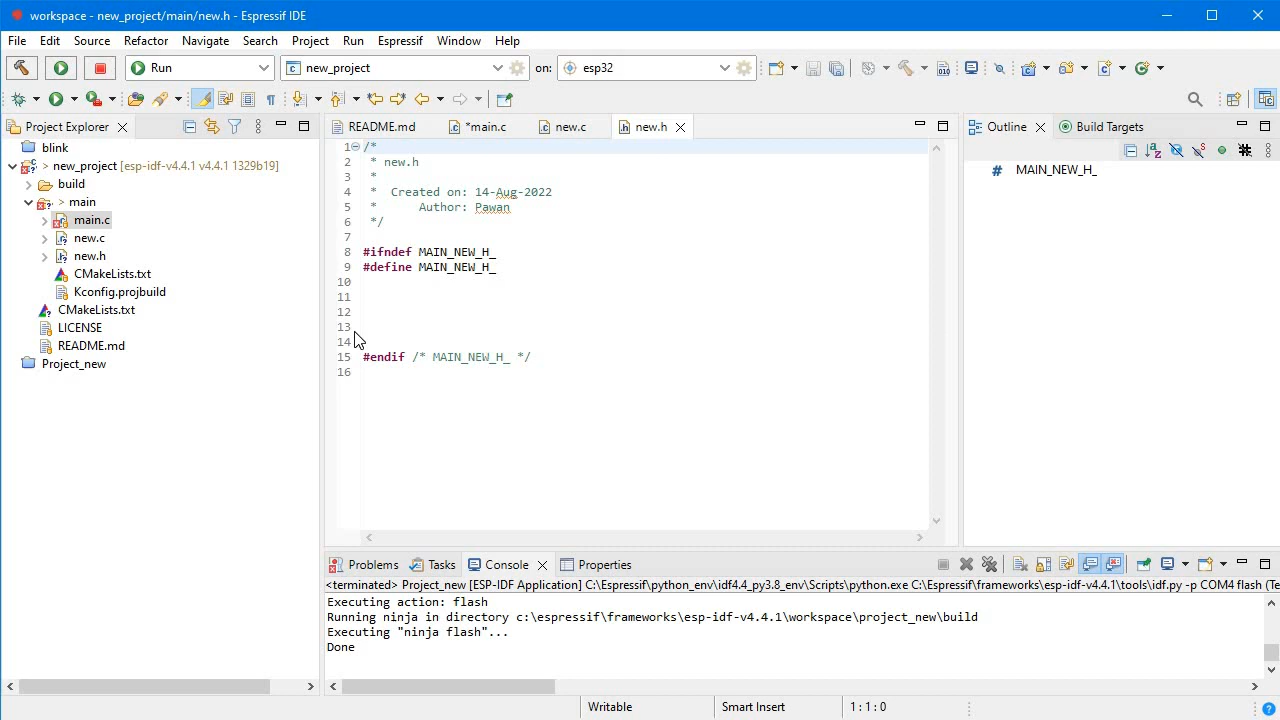 workspace - new_project/main/new.h - Espressif IDE
File Edit Source Refactor Navigate Search Project Run Espressif Window Help
Run new_project on: esp32
Project Explorer
blink
> new_project [esp-idf-v4.4.1 v4.4.1 1329b19]
build
> main
main.c
new.c
new.h
CMakeLists.txt
Kconfig.projbuild
CMakeLists.txt
LICENSE
README.md
Project_new
README.md *main.c new.c new.h
1 /*
2 * new.h
3 *
4 * Created on: 14-Aug-2022
5 * Author: Pawan
6 */
7
8 #ifndef MAIN_NEW_H_
9 #define MAIN_NEW_H_
10
11
12
13
14
15 #endif /* MAIN_NEW_H_ */
16
Outline Build Targets
# MAIN_NEW_H_
Problems Tasks Console Properties
<terminated> Project_new [ESP-IDF Application] C:\Espressif\python_env\idf4.4_py3.8_env\Scripts\python.exe C:\Espressif\frameworks\esp-idf-v4.4.1\tools\idf.py -p COM4 flash (Te
Executing action: flash
Running ninja in directory c:\espressif\frameworks\esp-idf-v4.4.1\workspace\project_new\build
Executing "ninja flash"...
Done
Writable Smart Insert 1:1:0